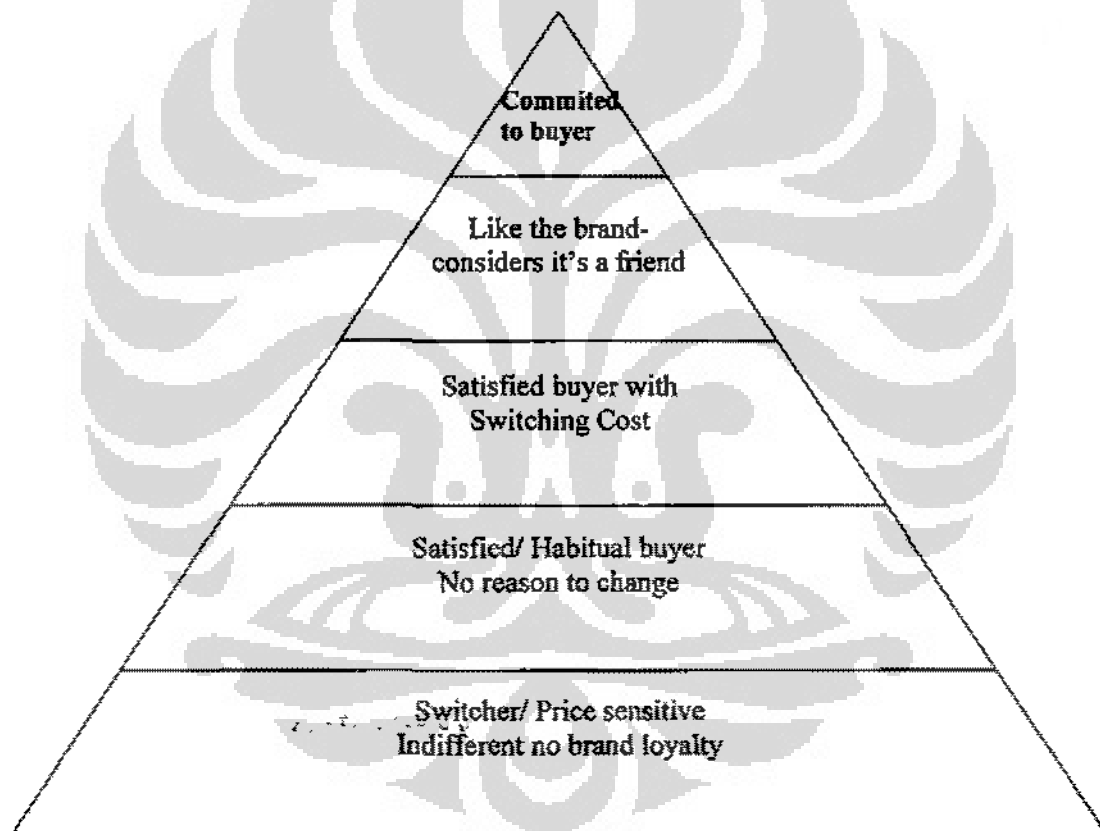 Commited
to buyer
Like the brand-
considers it's a friend
Satisfied buyer with
Switching Cost
Satisfied/ Habitual buyer
No reason to change
Switcher/ Price sensitive
Indifferent no brand loyalty